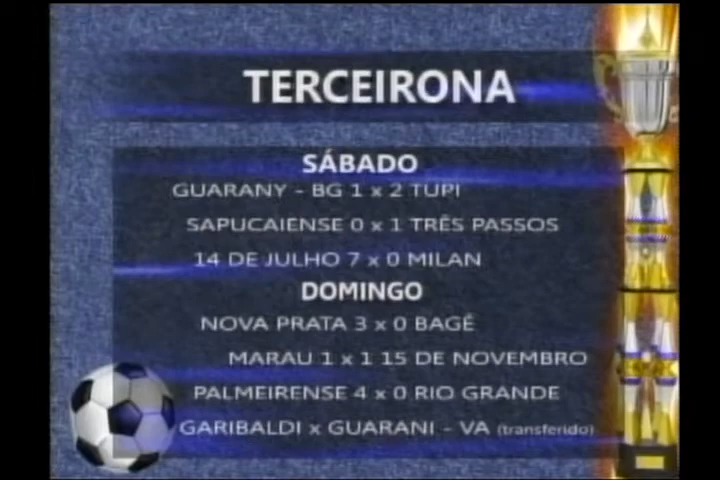 TERCEIRONA
SÁBADO
GUARANY - BG 1 x 2 TUPI
SAPUCAIENSE 0 x 1 TRÊS PASSOS
14 DE JULHO 7 x 0 MILAN
DOMINGO
NOVA PRATA 3 x 0 BAGÉ
MARAU 1 x 1 15 DE NOVEMBRO
PALMEIRENSE 4 x 0 RIO GRANDE
GARIBALDI x GUARANI - VA (transferido)